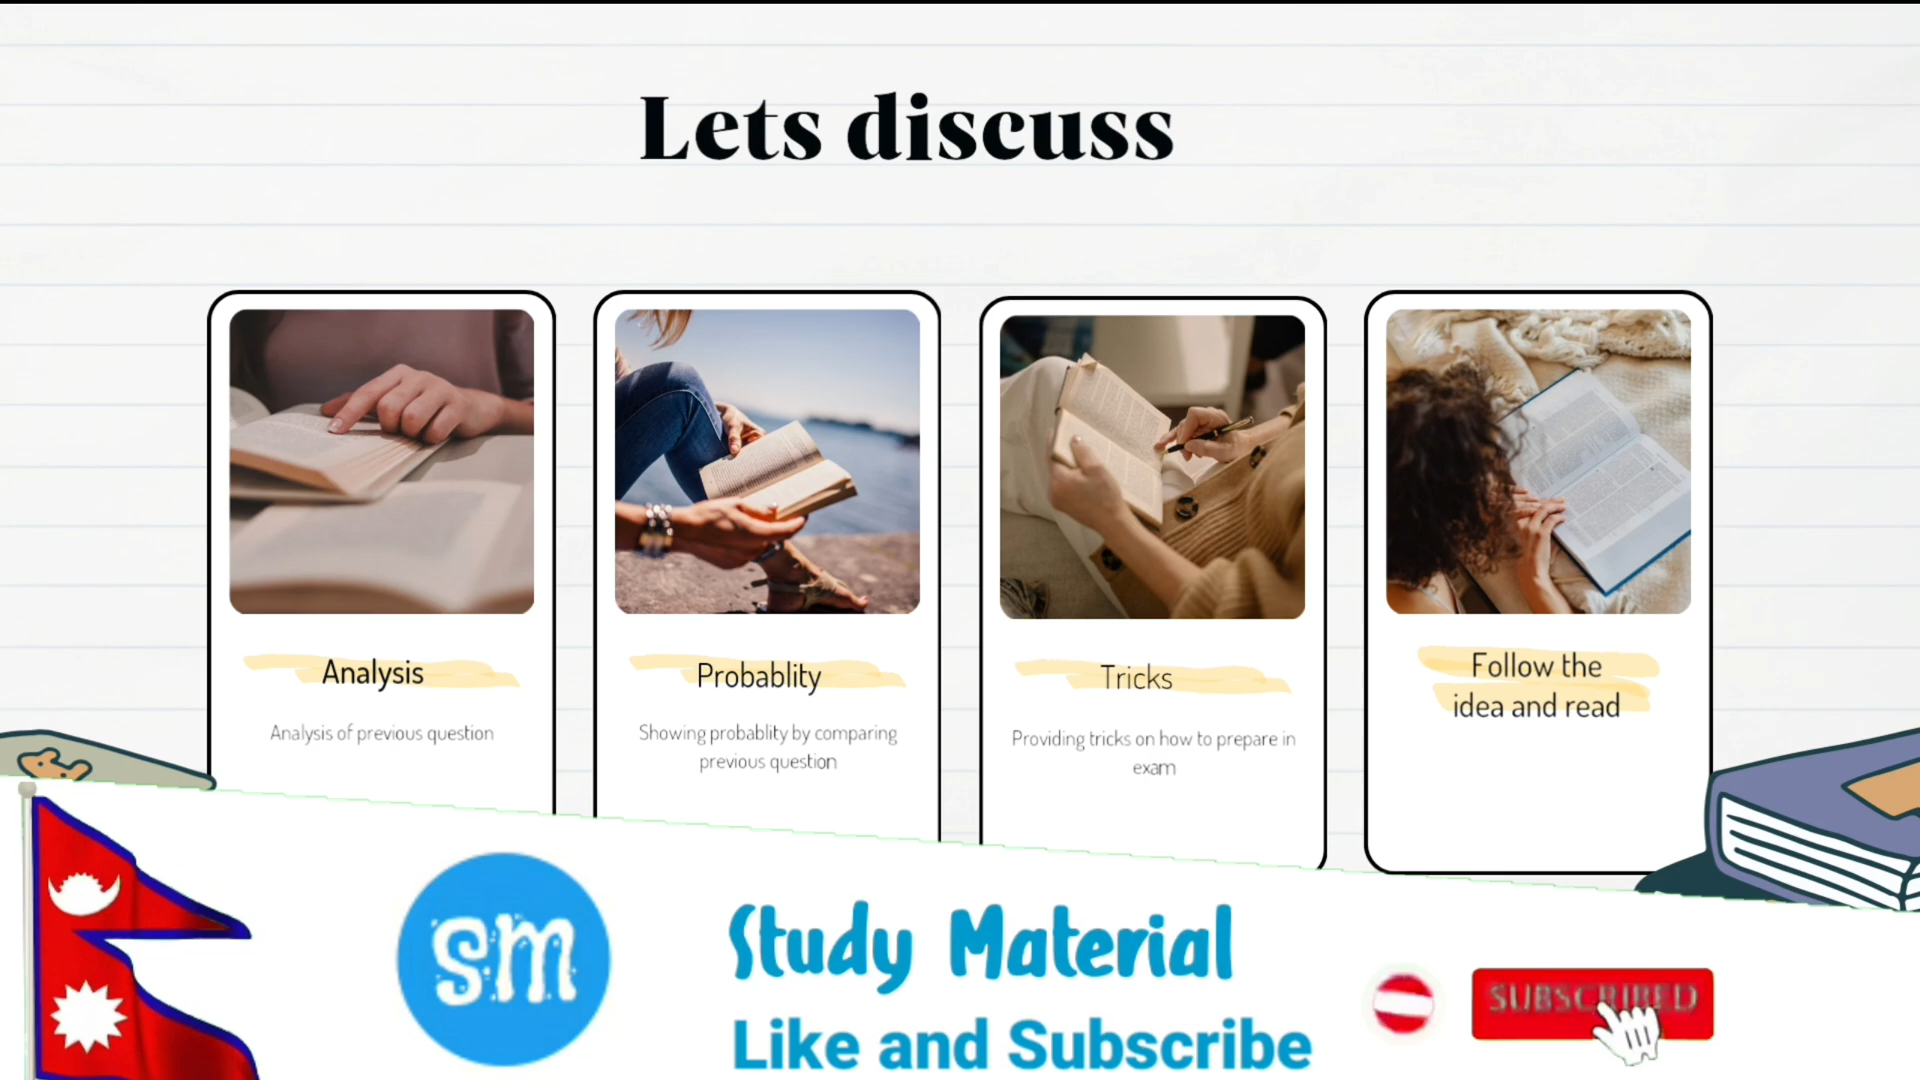 Lets discuss
Analysis
Analysis of previous question
Probablity
Showing probablity by comparing
previous question
Tricks
Providing tricks on how to prepare in
exam
Follow the
idea and read
sm
Study Material
Like and Subscribe
SUBSCRIBED